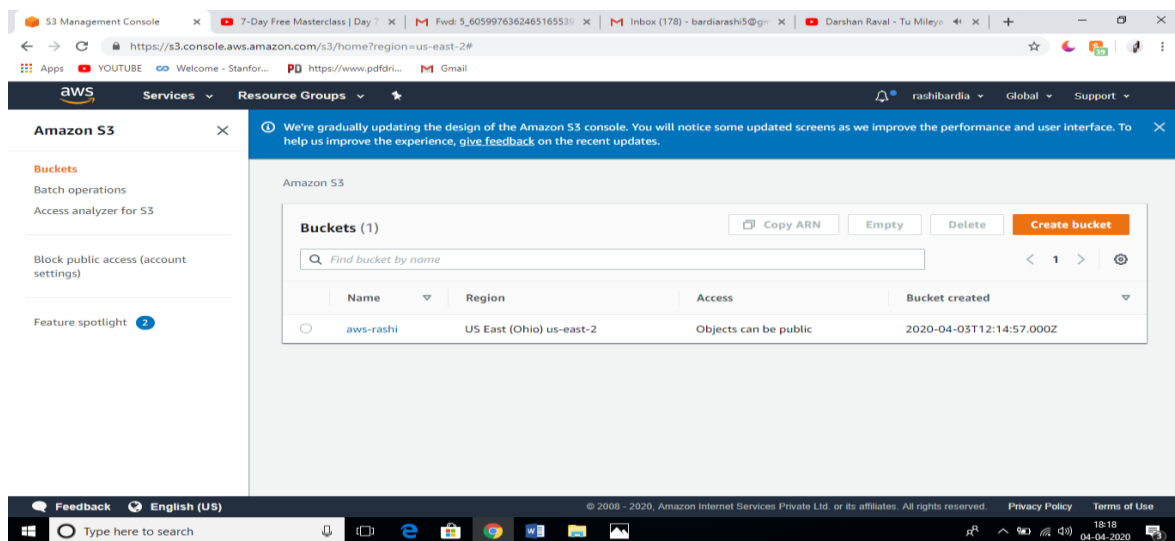 S3 Management Console
7-Day Free Masterclass | Day 7
Fwd: 5_6059976362465165539
Inbox (178) - bardiarashi5@gm
Darshan Raval - Tu Mileya
https://s3.console.aws.amazon.com/s3/home?region=us-east-2#
39
Apps YOUTUBE Welcome - Stanfor... PD https://www.pdfdri... Gmail
aws Services Resource Groups rashibardia Global Support
Amazon S3
We're gradually updating the design of the Amazon S3 console. You will notice some updated screens as we improve the performance and user interface. To
help us improve the experience, give feedback on the recent updates.
Buckets
Batch operations
Access analyzer for S3
Block public access (account
settings)
Feature spotlight 2
Amazon S3
Buckets (1) Copy ARN Empty Delete Create bucket
Find bucket by name < 1 >
Name Region Access Bucket created
aws-rashi US East (Ohio) us-east-2 Objects can be public 2020-04-03T12:14:57.000Z
Feedback English (US) © 2008 - 2020, Amazon Internet Services Private Ltd. or its affiliates. All rights reserved. Privacy Policy Terms of Use
Type here to search 18:18
04-04-2020
3